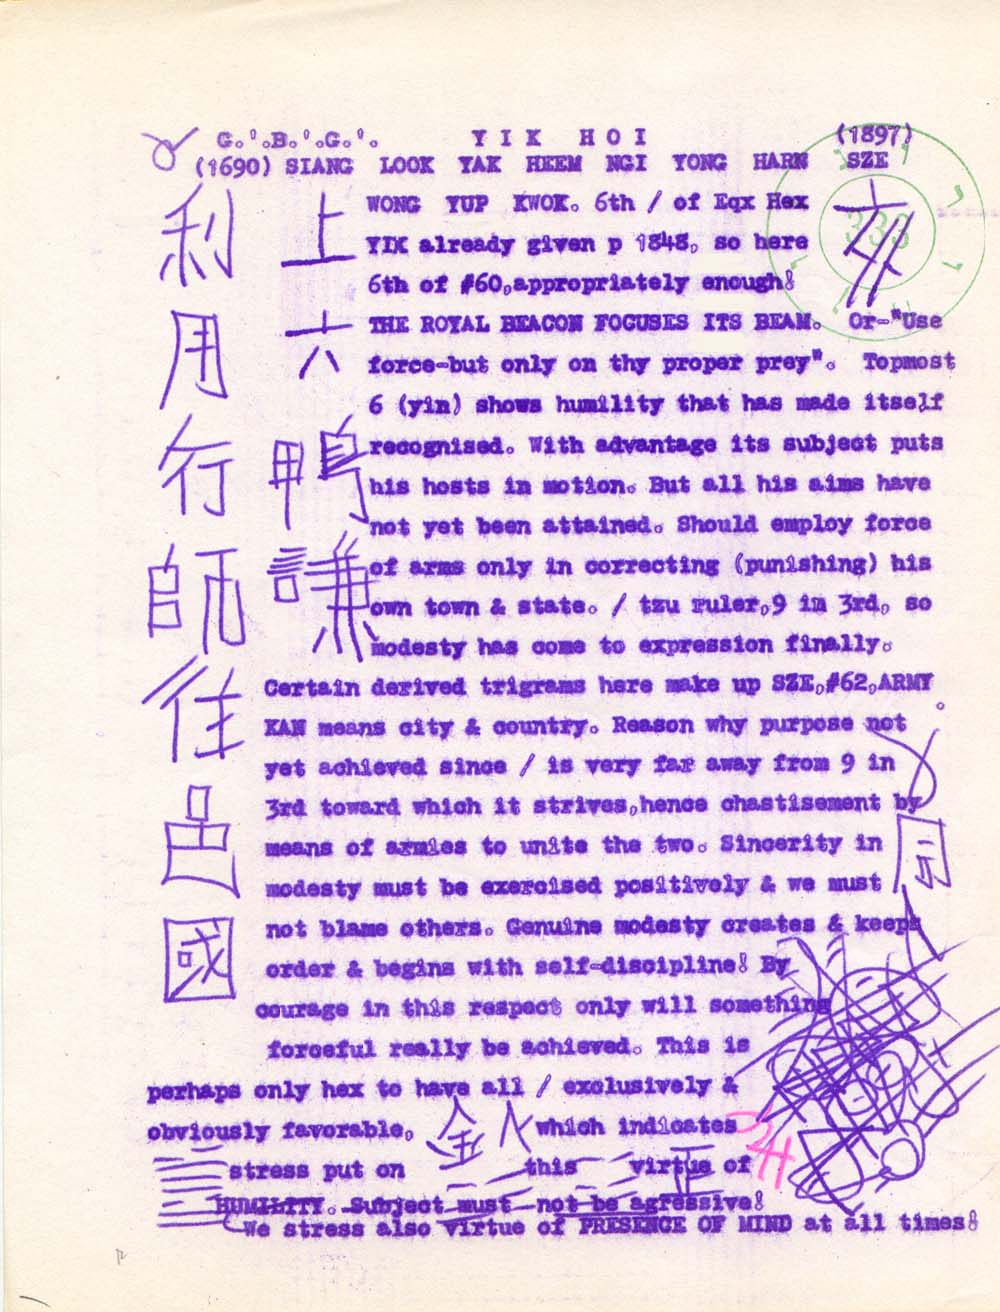 G.'.B.'.G.'. YIK HOI (1897)
(1690) SIANG LOOK YAK HEEM NGI YONG HARN SZE
利用行師征邑國
上六鳴謙
WONG YUP KWOK. 6th / of Eqx Hex
YIK already given p 1848, so here
6th of #60,appropriately enough!
333
THE ROYAL BEACON FOCUSES ITS BEAM. Or-"Use
force-but only on thy proper prey". Topmost
6 (yin) shows humility that has made itself
recognised. With advantage its subject puts
his hosts in motion. But all his aims have
not yet been attained. Should employ force
of arms only in correcting (punishing) his
own town & state. / tzu ruler,9 in 3rd, so
modesty has come to expression finally.
Certain derived trigrams here make up SZE,#62,ARMY
KAN means city & country. Reason why purpose not
yet achieved since / is very far away from 9 in
3rd toward which it strives,hence chastisement by
means of armies to unite the two. Sincerity in
modesty must be exercised positively & we must
not blame others. Genuine modesty creates & keeps
order & begins with self-discipline! By
courage in this respect only will something
forceful really be achieved. This is
perhaps only hex to have all / exclusively &
obviously favorable, which indicates
stress put on this virtue of
HUMILITY. Subject must not be agressive!
We stress also virtue of PRESENCE OF MIND at all times!